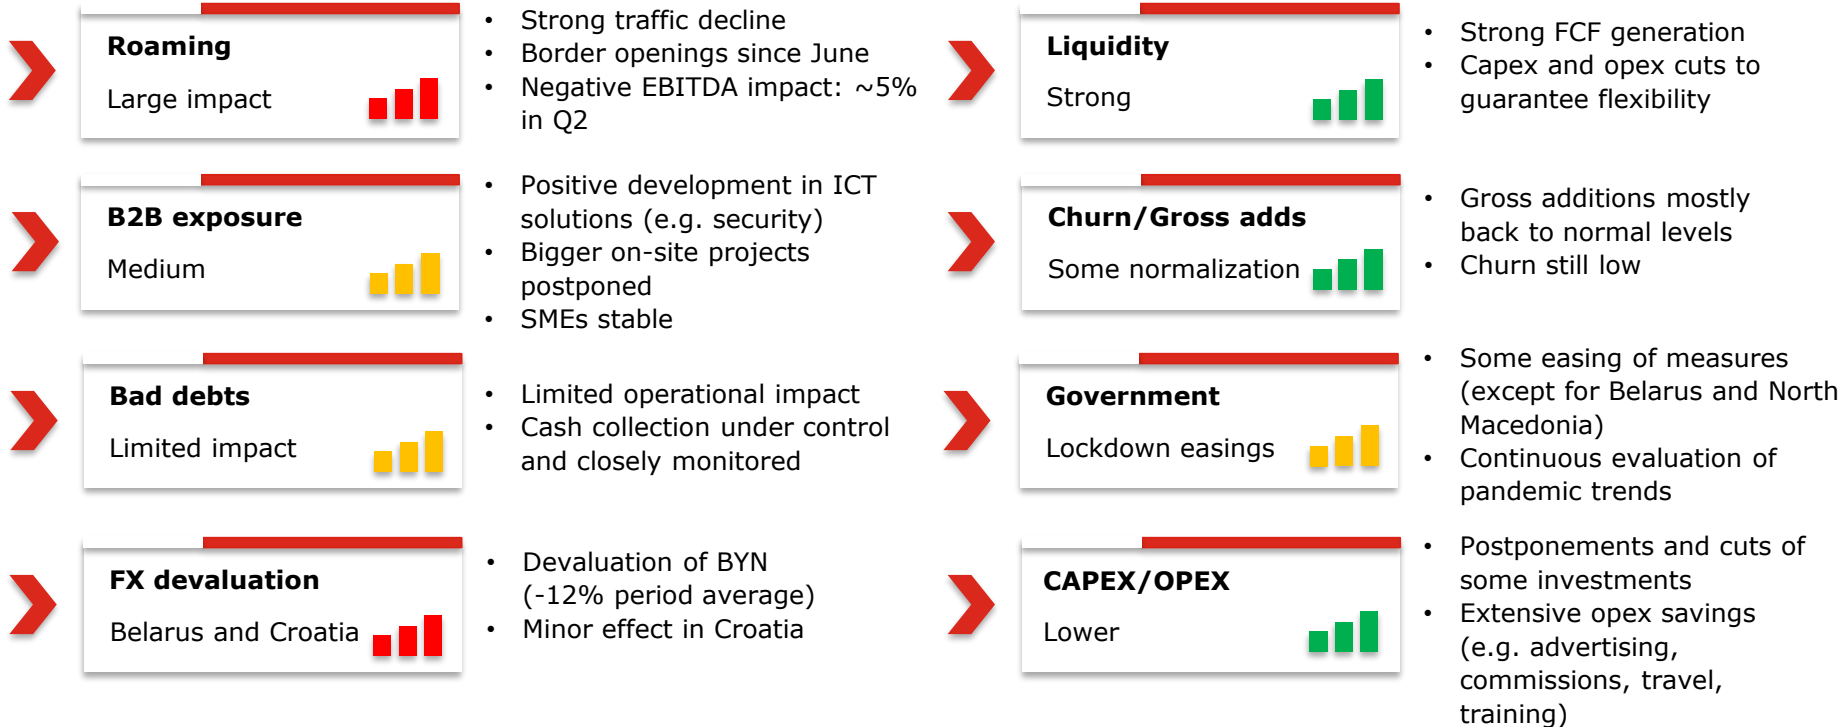 Roaming
Large impact
• Strong traffic decline
• Border openings since June
• Negative EBITDA impact: ~5%
in Q2
Liquidity
Strong
• Strong FCF generation
• Capex and opex cuts to
guarantee flexibility
B2B exposure
Medium
• Positive development in ICT
solutions (e.g. security)
• Bigger on-site projects
postponed
• SMEs stable
Churn/Gross adds
Some normalization
• Gross additions mostly
back to normal levels
• Churn still low
Bad debts
Limited impact
• Limited operational impact
• Cash collection under control
and closely monitored
Government
Lockdown easings
• Some easing of measures
(except for Belarus and North
Macedonia)
• Continuous evaluation of
pandemic trends
FX devaluation
Belarus and Croatia
• Devaluation of BYN
(-12% period average)
• Minor effect in Croatia
CAPEX/OPEX
Lower
• Postponements and cuts of
some investments
• Extensive opex savings
(e.g. advertising,
commissions, travel,
training)